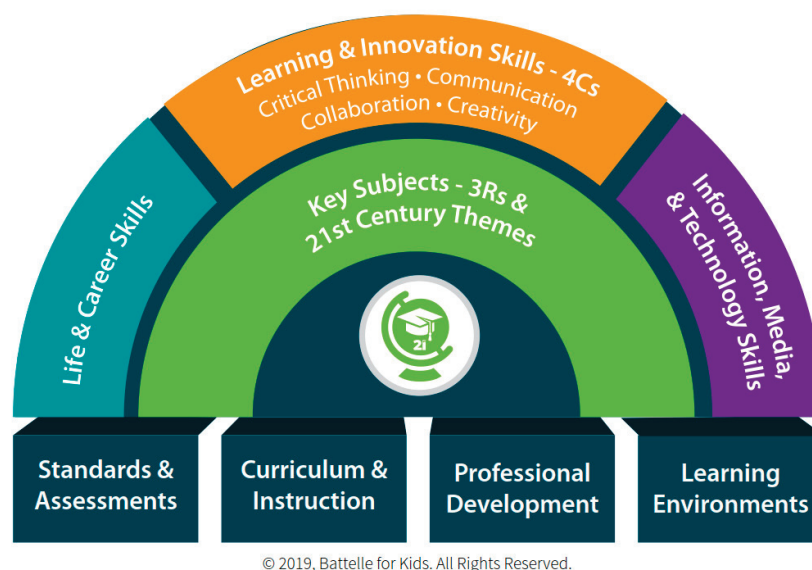 Learning & Innovation Skills - 4Cs
Critical Thinking • Communication
Collaboration • Creativity
Life & Career Skills
Key Subjects - 3Rs &
21st Century Themes
Information, Media,
& Technology Skills
21
Standards &
Assessments
Curriculum &
Instruction
Professional
Development
Learning
Environments
© 2019, Battelle for Kids. All Rights Reserved.